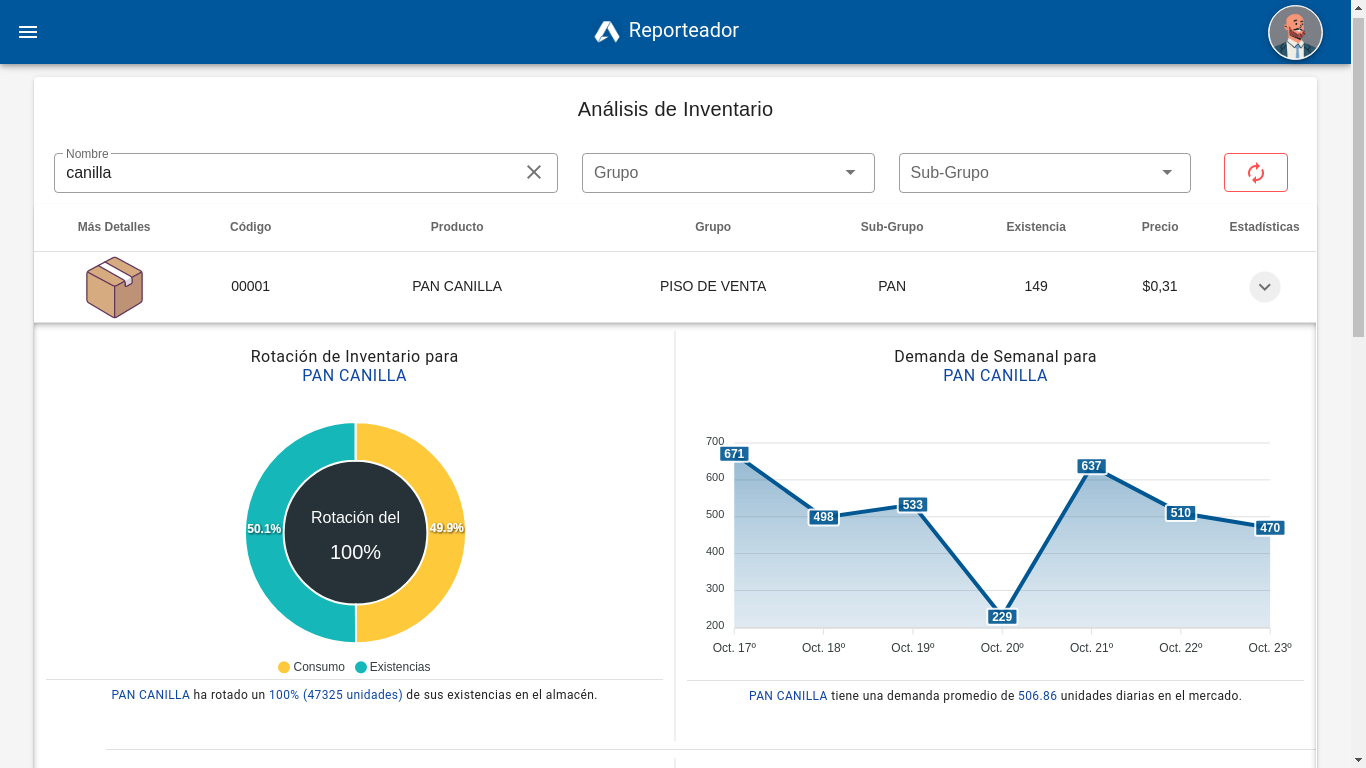 Reporteador
Análisis de Inventario
Nombre
canilla
Grupo
Sub-Grupo
Más Detalles Código Producto Grupo Sub-Grupo Existencia Precio Estadísticas
00001 PAN CANILLA PISO DE VENTA PAN 149 $0,31
Rotación de Inventario para
PAN CANILLA
50.1%
49.9%
Rotación del
100%
Consumo Existencias
PAN CANILLA ha rotado un 100% (47325 unidades) de sus existencias en el almacén.
Demanda de Semanal para
PAN CANILLA
700
600
500
400
300
200
671
498
533
229
637
510
470
Oct. 17º Oct. 18º Oct. 19º Oct. 20º Oct. 21º Oct. 22º Oct. 23º
PAN CANILLA tiene una demanda promedio de 506.86 unidades diarias en el mercado.